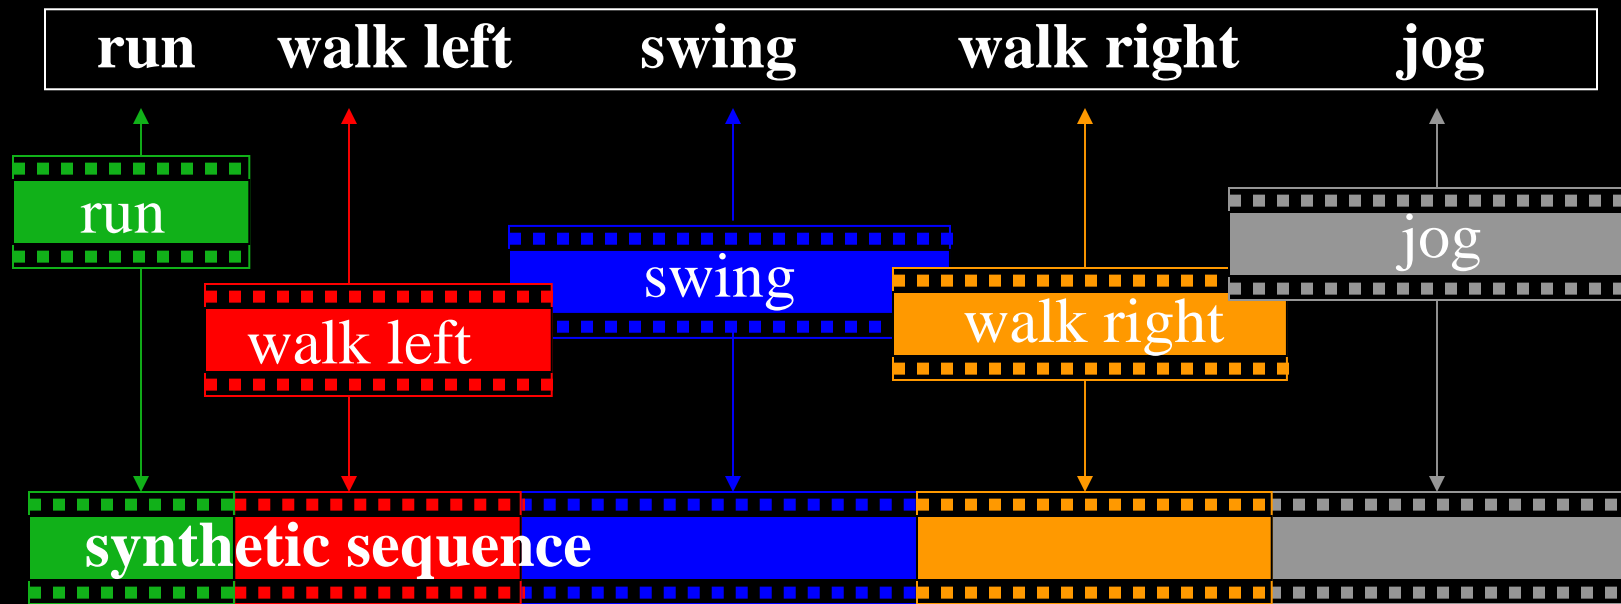 run walk left swing walk right jog
run
jog
swing
walk right
walk left
synthetic sequence